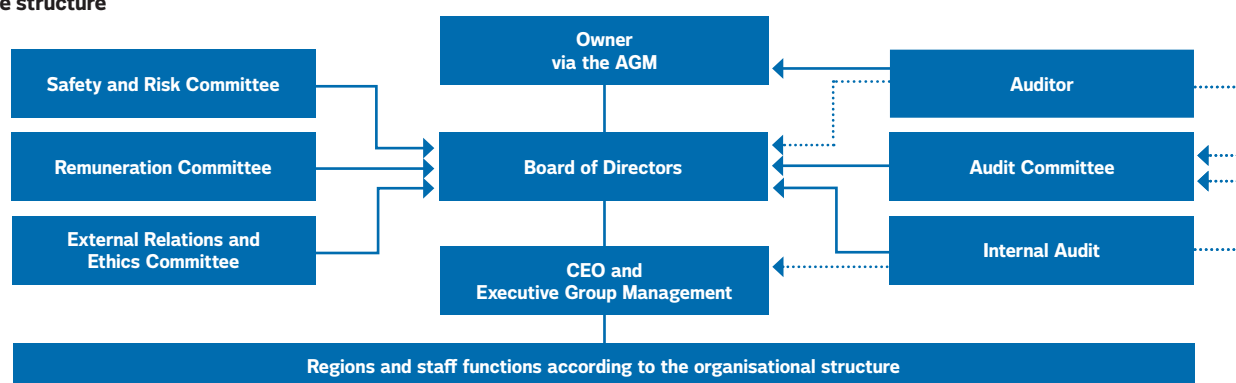 structure
Owner
via the AGM
Safety and Risk Committee
Auditor
Remuneration Committee
Board of Directors
Audit Committee
External Relations and
Ethics Committee
Internal Audit
CEO and
Executive Group Management
Regions and staff functions according to the organisational structure